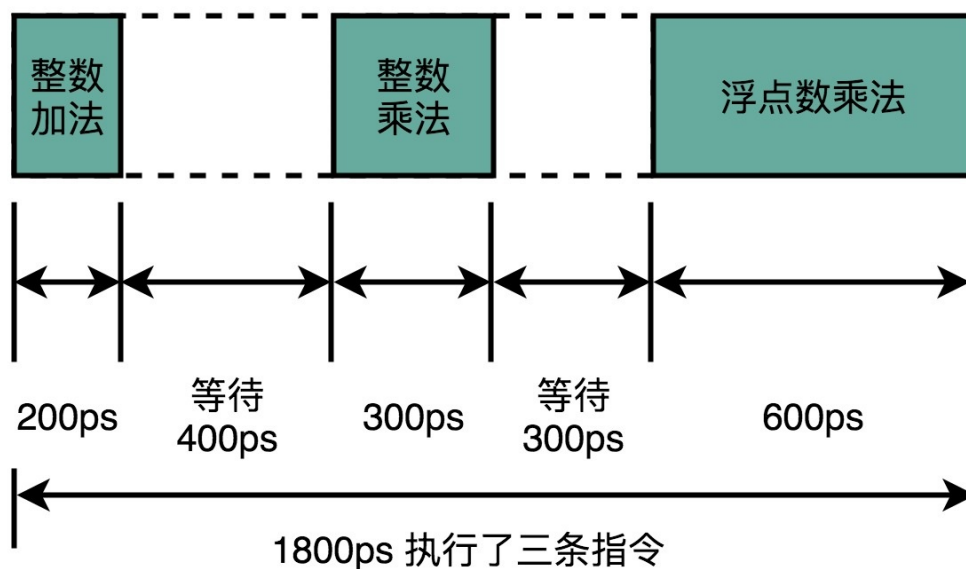 整数
加法
整数
乘法
浮点数乘法
200ps
等待
400ps
300ps
等待
300ps
600ps
1800ps 执行了三条指令